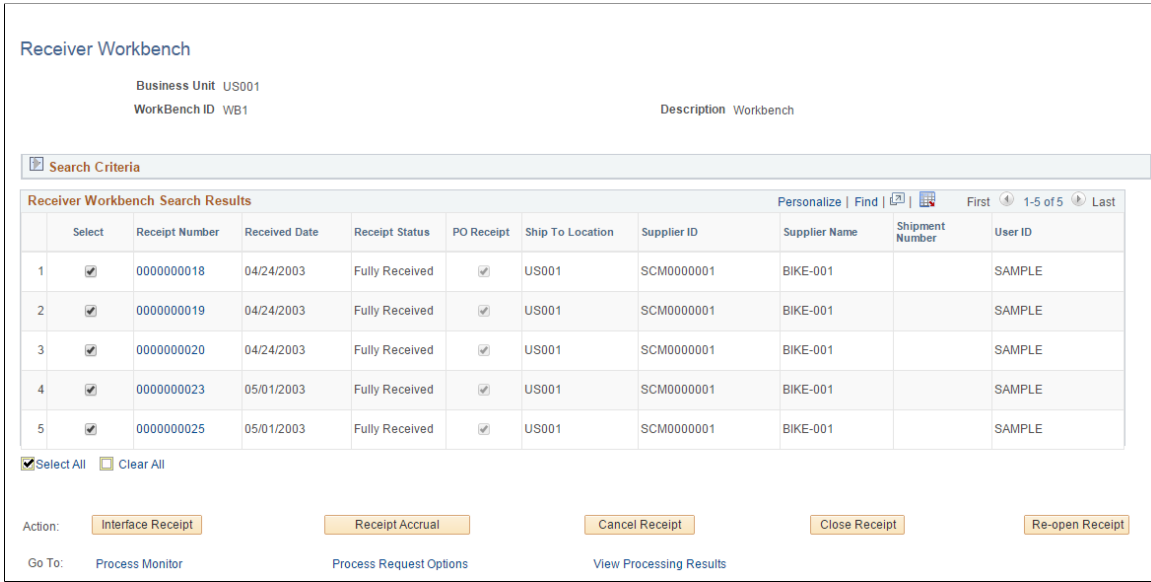 Receiver Workbench
Business Unit US001
WorkBench ID WB1 Description Workbench
Search Criteria
Receiver Workbench Search Results Personalize | Find | | First 1-5 of 5 Last
Select Receipt Number Received Date Receipt Status PO Receipt Ship To Location Supplier ID Supplier Name Shipment Number User ID
1 0000000018 04/24/2003 Fully Received US001 SCM0000001 BIKE-001 SAMPLE
2 0000000019 04/24/2003 Fully Received US001 SCM0000001 BIKE-001 SAMPLE
3 0000000020 04/24/2003 Fully Received US001 SCM0000001 BIKE-001 SAMPLE
4 0000000023 05/01/2003 Fully Received US001 SCM0000001 BIKE-001 SAMPLE
5 0000000025 05/01/2003 Fully Received US001 SCM0000001 BIKE-001 SAMPLE
Select All Clear All
Action: Interface Receipt Receipt Accrual Cancel Receipt Close Receipt Re-open Receipt
Go To: Process Monitor Process Request Options View Processing Results